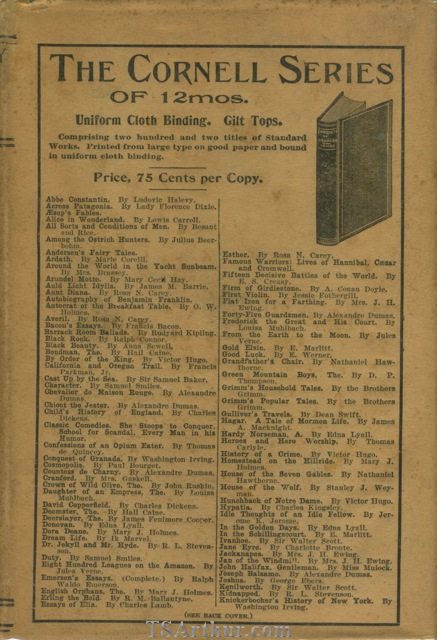 THE CORNELL SERIES
OF 12mos.
Uniform Cloth Binding. Gilt Tops.
Comprising two hundred and two titles of Standard
Works. Printed from large type on good paper and bound
in uniform cloth binding.
Price, 75 Cents per Copy.
Abbe Constantin. By Ludovic Halevy.
Across Patagonia. By Lady Florence Dixie.
Æsop's Fables.
Alice in Wonderland. By Lewis Carroll.
All Sorts and Conditions of Men. By Besant
and Rice.
Among the Ostrich Hunters. By Julius Beer-
bohm.
Andersen's Fairy Tales.
Ardath. By Marie Corelli.
Around the World in the Yacht Sunbeam.
By Mrs. Brassey.
Arundel Motto. By Mary Cecil Hay.
Auld Licht Idylls. By James M. Barrie.
Aunt Diana. By Rosa N. Carey.
Autobiography of Benjamin Franklin.
Autocrat of the Breakfast Table. By O. W.
Holmes.
Averil. By Rosa N. Carey.
Bacon's Essays. By Francis Bacon.
Barrack Room Ballads. By Rudyard Kipling.
Black Rock. By Ralph Connor.
Black Beauty. By Anna Sewell.
Bondman, The. By Hall Caine.
By Order of the King. By Victor Hugo.
California and Oregon Trail. By Francis
Parkman, Jr.
Cast Up by the Sea. By Sir Samuel Baker.
Character. By Samuel Smiles.
Chevalier de Maison Rouge. By Alexandre
Dumas.
Chicot the Jester. By Alexandre Dumas.
Child's History of England. By Charles
Dickens.
Classic Comedies. She Stoops to Conquer,
School for Scandal, Every Man in his
Humor.
Confessions of an Opium Eater. By Thomas
de Quincey.
Conquest of Granada. By Washington Irving.
Cosmopolis. By Paul Bourget.
Countess de Charny. By Alexandre Dumas.
Cranford. By Mrs. Gaskell.
Crown of Wild Olive, The. By John Ruskin.
Daughter of an Empress, The. By Louisa
Muhlbach.
David Copperfield. By Charles Dickens.
Deemster, The. By Hall Caine.
Deerslayer, The. By James Fenimore Cooper.
Donovan. By Edna Lyall.
Dora Deane. By Mary J. Holmes.
Dream Life. By Ik Marvel.
Dr. Jekyll and Mr. Hyde. By R. L. Steven-
son.
Duty. By Samuel Smiles.
Eight Hundred Leagues on the Amazon. By
Jules Verne.
Emerson's Essays. (Complete.) By Ralph
Waldo Emerson.
English Orphans, The. By Mary J. Holmes.
Erling the Bold. By R. M. Ballantyne.
Essays of Elia. By Charles Lamb.
Esther. By Rosa N. Carey.
Famous Warriors: Lives of Hannibal, Cæsar
and Cromwell.
Fifteen Decisive Battles of the World. By
E. S. Creasy.
Firm of Girdlestone. By A. Conan Doyle.
First Violin. By Jessie Fothergill.
Flat Iron for a Farthing. By Mrs. J. H.
Ewing.
Forty-Five Guardsmen. By Alexandre Dumas.
Frederick the Great and His Court. By
Louisa Muhlbach.
From the Earth to the Moon. By Jules
Verne.
Gold Elsie. By E. Marlitt.
Good Luck. By E. Werner.
Grandfather's Chair. By Nathaniel Haw-
thorne.
Green Mountain Boys, The. By D. P.
Thompson.
Grimm's Household Tales. By the Brothers
Grimm.
Grimm's Popular Tales. By the Brothers
Grimm.
Gulliver's Travels. By Dean Swift.
Hagar. A Tale of Mormon Life. By James
A. Macknight.
Hardy Norseman, A. By Edna Lyall.
Heroes and Hero Worship. By Thomas
Carlyle.
History of a Crime. By Victor Hugo.
Homestead on the Hillside. By Mary J.
Holmes.
House of the Seven Gables. By Nathaniel
Hawthorne.
House of the Wolf. By Stanley J. Wey-
man.
Hunchback of Notre Dame. By Victor Hugo.
Hypatia. By Charles Kingsley.
Idle Thoughts of an Idle Fellow. By Jer-
ome K. Jerome.
In the Golden Days. By Edna Lyall.
In the Schillingscourt. By E. Marlitt.
Ivanhoe. By Sir Walter Scott.
Jane Eyre. By Charlotte Bronte.
Jackanapes. By Mrs. J. H. Ewing.
Jan of the Windmill. By Mrs. J. H. Ewing.
John Halifax, Gentleman. By Miss Mulock.
Joseph Balsamo. By Alexandre Dumas.
Joshua. By George Ebers.
Kenilworth. By Sir Walter Scott.
Kidnapped. By R. L. Stevenson.
Knickerbocker's History of New York. By
Washington Irving.
(SEE BACK COVER.)
TSArthur.com